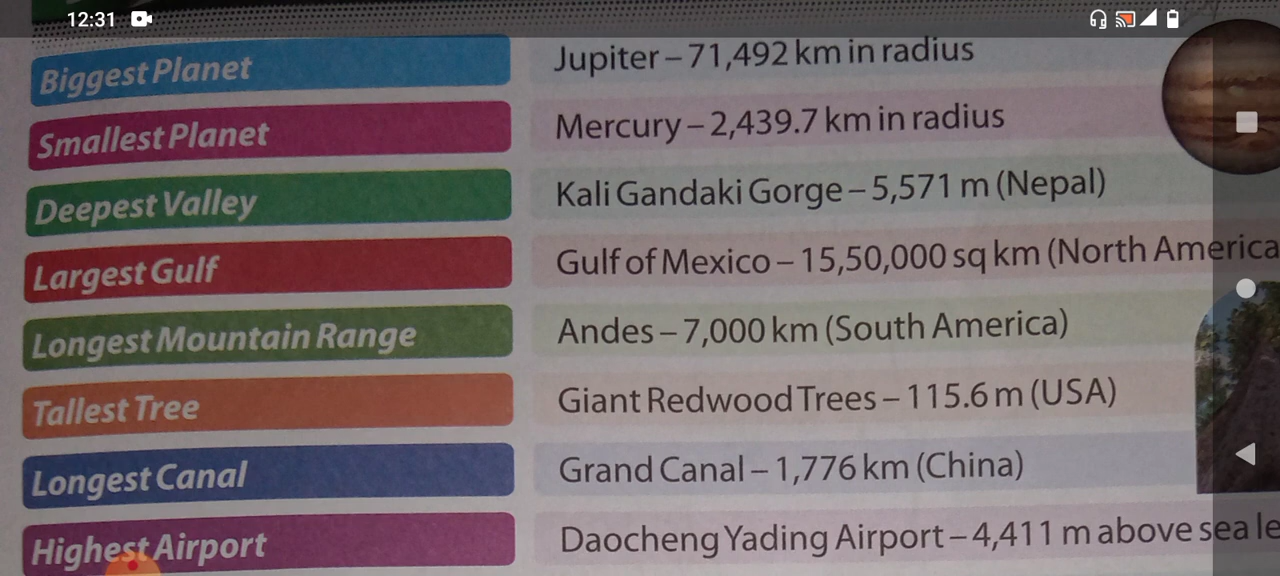 12:31
Biggest Planet Jupiter – 71,492 km in radius
Smallest Planet Mercury – 2,439.7 km in radius
Deepest Valley Kali Gandaki Gorge – 5,571 m (Nepal)
Largest Gulf Gulf of Mexico – 15,50,000 sq km (North America
Longest Mountain Range Andes – 7,000 km (South America)
Tallest Tree Giant Redwood Trees – 115.6 m (USA)
Longest Canal Grand Canal – 1,776 km (China)
Highest Airport Daocheng Yading Airport – 4,411 m above sea le